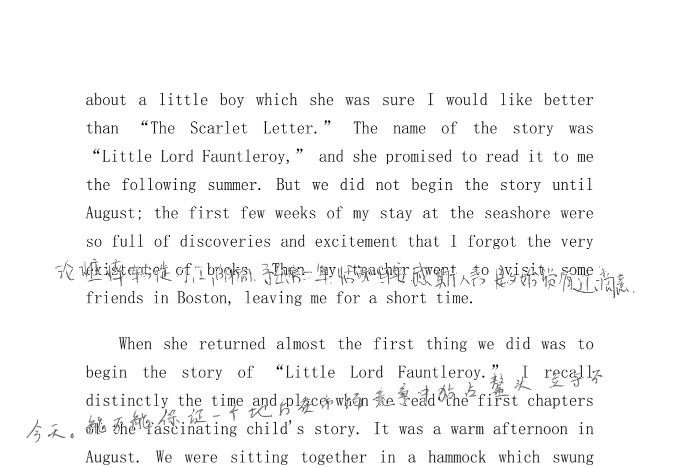 about a little boy which she was sure I would like better
than “The Scarlet Letter.” The name of the story was
“Little Lord Fauntleroy,” and she promised to read it to me
the following summer. But we did not begin the story until
August; the first few weeks of my stay at the seashore were
so full of discoveries and excitement that I forgot the very
existence of books. Then my teacher went to visit some
friends in Boston, leaving me for a short time.
When she returned almost the first thing we did was to
begin the story of “Little Lord Fauntleroy.” I recall
distinctly the time and place when we read the first chapters
鳌头
of the fascinating child's story. It was a warm afternoon in
今天。能不能保证一个地
August. We were sitting together in a hammock which swung